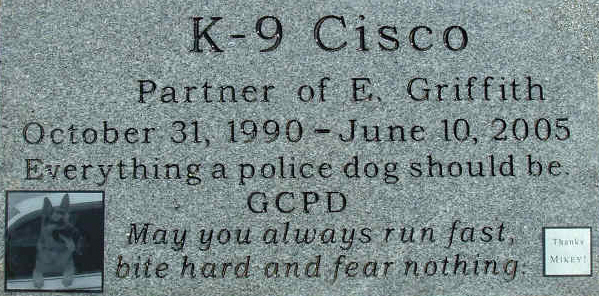 K-9 Cisco
Partner of E. Griffith
October 31, 1990 - June 10, 2005
Everything a police dog should be.
GCPD
May you always run fast,
bite hard and fear nothing.
Thanks
MIKEY!